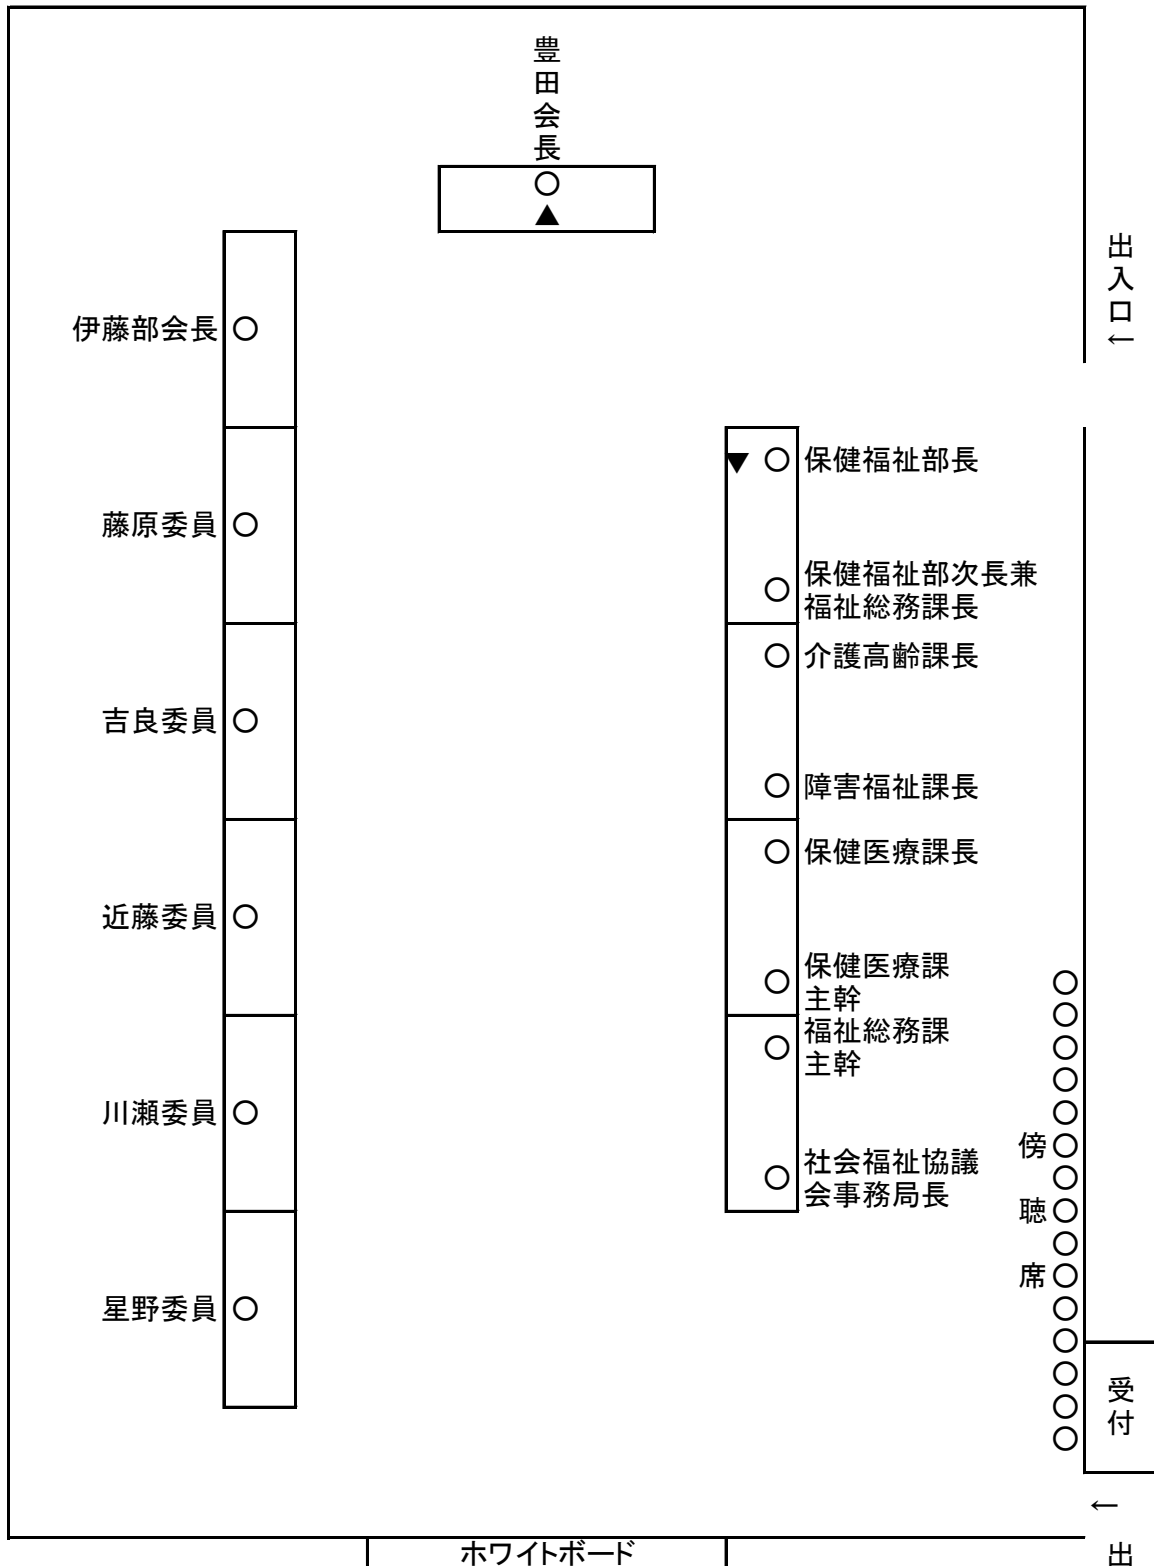 豊田会長
出入口←
伊藤部会長
保健福祉部長
藤原委員
保健福祉部次長兼
福祉総務課長
介護高齢課長
吉良委員
障害福祉課長
保健医療課長
近藤委員
保健医療課
主幹
福祉総務課
主幹
川瀬委員
社会福祉協議
会事務局長
傍聴席
星野委員
受付
←
出
ホワイトボード